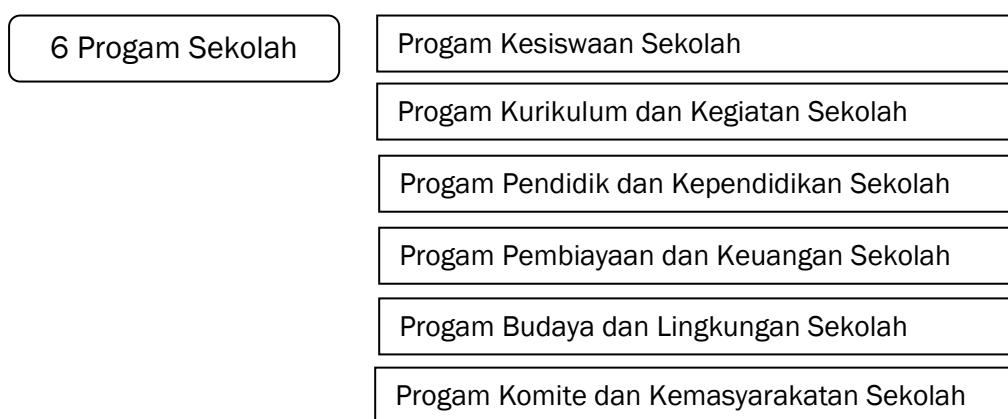 6 Progam Sekolah
Progam Kesiswaan Sekolah
Progam Kurikulum dan Kegiatan Sekolah
Progam Pendidik dan Kependidikan Sekolah
Progam Pembiayaan dan Keuangan Sekolah
Progam Budaya dan Lingkungan Sekolah
Progam Komite dan Kemasyarakatan Sekolah